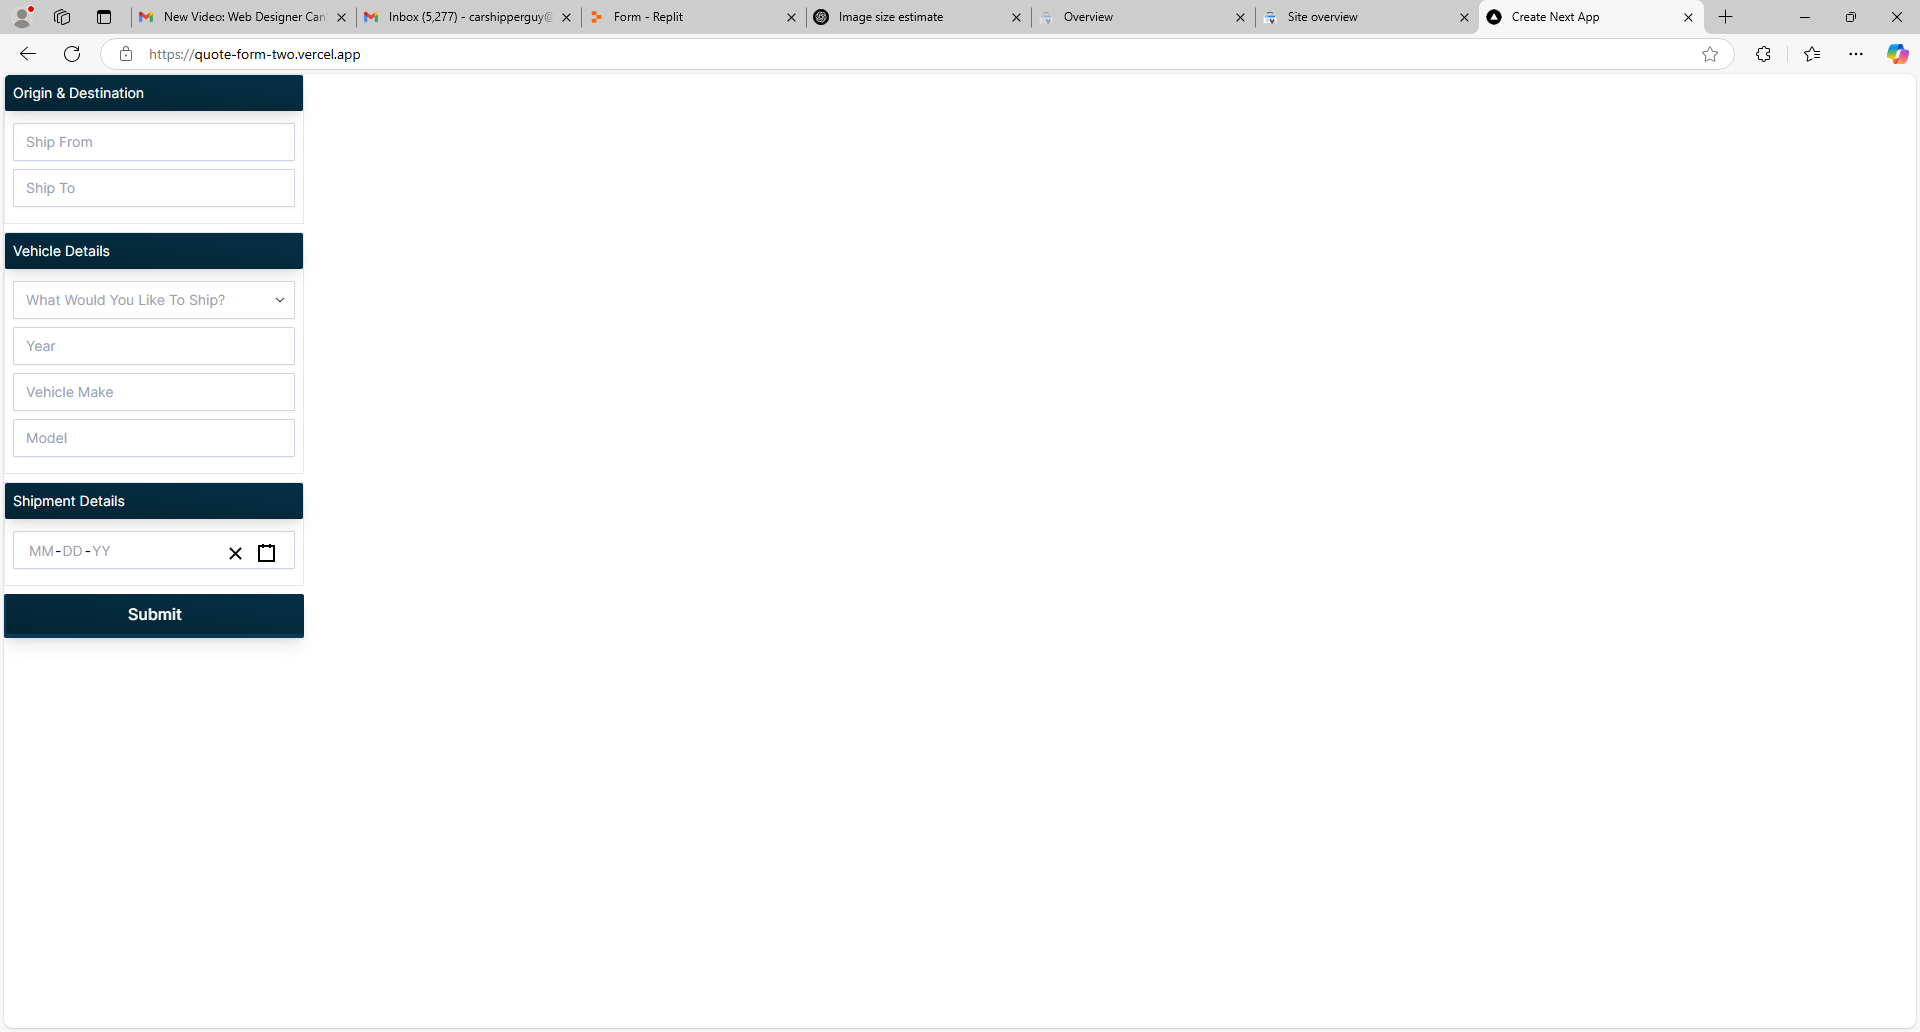 New Video: Web Designer Can'
Inbox (5,277) - carshipperguy@
Form - Replit
Image size estimate
Overview
Site overview
Create Next App
https://quote-form-two.vercel.app
Origin & Destination
Ship From
Ship To
Vehicle Details
What Would You Like To Ship?
Year
Vehicle Make
Model
Shipment Details
MM-DD-YY
Submit